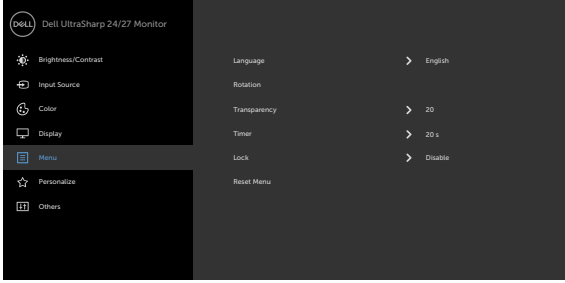 DELL
Dell UltraSharp 24/27 Monitor
Brightness/Contrast
Input Source
Color
Display
Menu
Personalize
Others
Language English
Rotation
Transparency 20
Timer 20 s
Lock Disable
Reset Menu